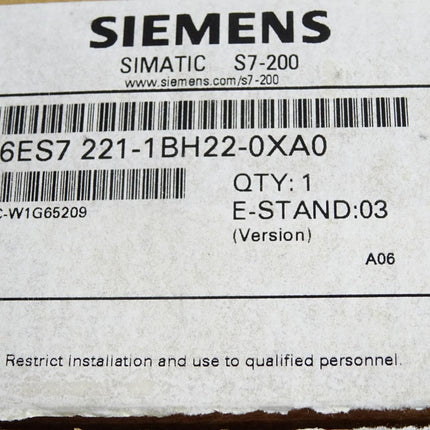 SIEMENS
SIMATIC S7-200
www.siemens.com/s7-200
6ES7 221-1BH22-0XA0
QTY: 1
C-W1G65209
E-STAND:03
(Version)
A06
Restrict installation and use to qualified personnel.